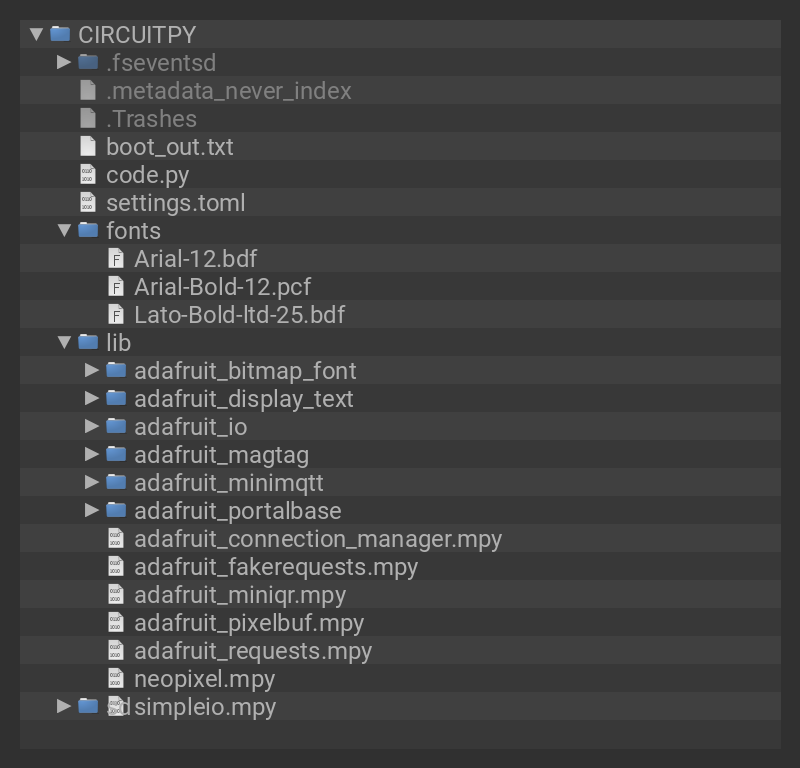 CIRCUITPY
.fseventsd
.metadata_never_index
.Trashes
boot_out.txt
code.py
settings.toml
fonts
Arial-12.bdf
Arial-Bold-12.pcf
Lato-Bold-ltd-25.bdf
lib
adafruit_bitmap_font
adafruit_display_text
adafruit_io
adafruit_magtag
adafruit_minimqtt
adafruit_portalbase
adafruit_connection_manager.mpy
adafruit_fakerequests.mpy
adafruit_miniqr.mpy
adafruit_pixelbuf.mpy
adafruit_requests.mpy
neopixel.mpy
sd simpleio.mpy